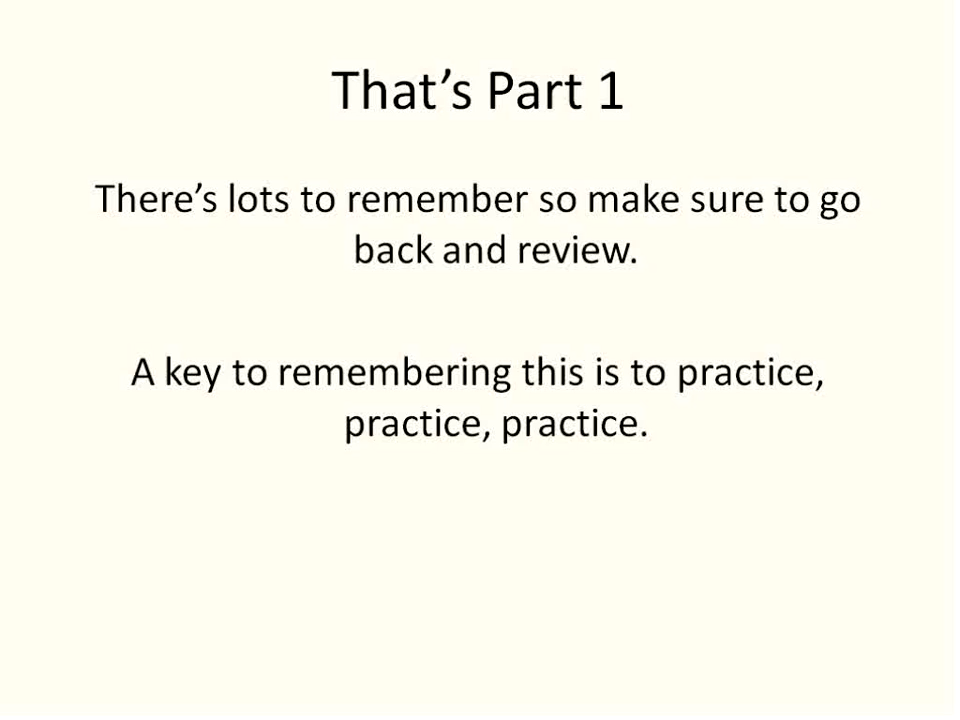 That’s Part 1
There’s lots to remember so make sure to go
back and review.
A key to remembering this is to practice,
practice, practice.